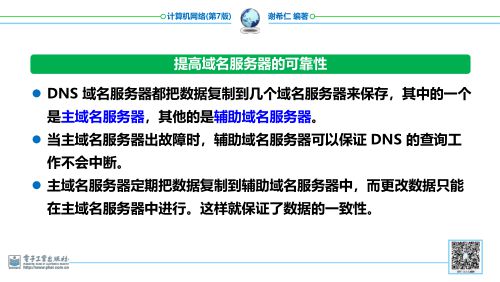 计算机网络(第7版) 谢希仁 编著
提高域名服务器的可靠性
DNS 域名服务器都把数据复制到几个域名服务器来保存，其中的一个
是主域名服务器，其他的是辅助域名服务器。
当主域名服务器出故障时，辅助域名服务器可以保证 DNS 的查询工
作不会中断。
主域名服务器定期把数据复制到辅助域名服务器中，而更改数据只能
在主域名服务器中进行。这样就保证了数据的一致性。
电子工业出版社
http://www.phei.com.cn